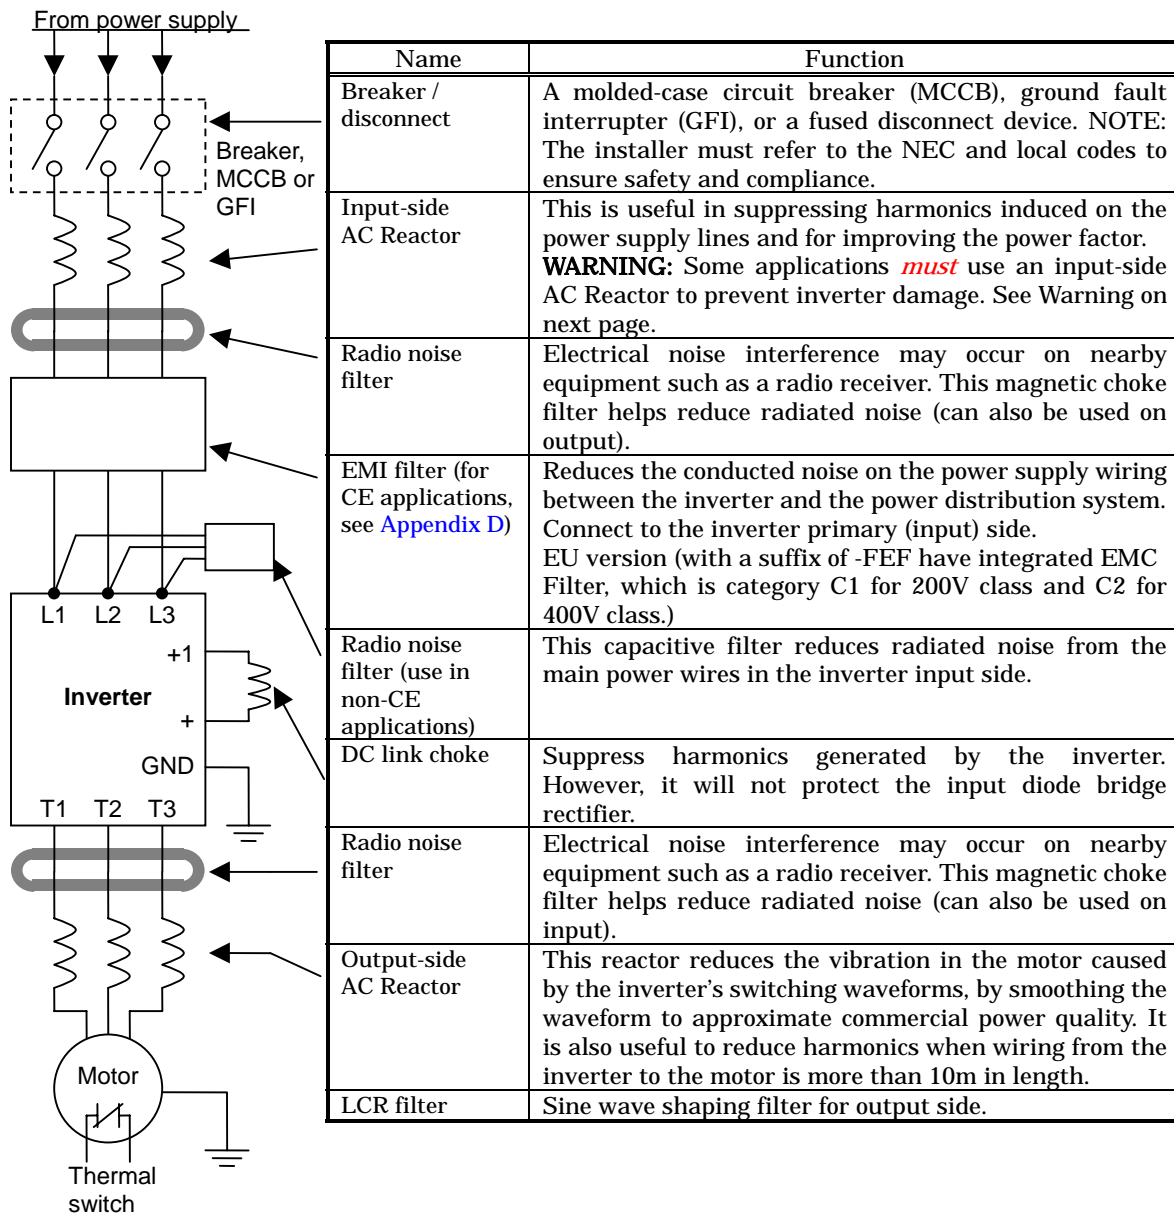 From power supply
Breaker,
MCCB or
GFI
L1 L2 L3
+1
Inverter
+
GND
T1 T2 T3
Motor
Thermal
switch
Name Function
Breaker /
disconnect
A molded-case circuit breaker (MCCB), ground fault
interrupter (GFI), or a fused disconnect device. NOTE:
The installer must refer to the NEC and local codes to
ensure safety and compliance.
Input-side
AC Reactor
This is useful in suppressing harmonics induced on the
power supply lines and for improving the power factor.
WARNING: Some applications must use an input-side
AC Reactor to prevent inverter damage. See Warning on
next page.
Radio noise
filter
Electrical noise interference may occur on nearby
equipment such as a radio receiver. This magnetic choke
filter helps reduce radiated noise (can also be used on
output).
EMI filter (for
CE applications,
see Appendix D)
Reduces the conducted noise on the power supply wiring
between the inverter and the power distribution system.
Connect to the inverter primary (input) side.
EU version (with a suffix of -FEF have integrated EMC
Filter, which is category C1 for 200V class and C2 for
400V class.)
Radio noise
filter (use in
non-CE
applications)
This capacitive filter reduces radiated noise from the
main power wires in the inverter input side.
DC link choke
Suppress harmonics generated by the inverter.
However, it will not protect the input diode bridge
rectifier.
Radio noise
filter
Electrical noise interference may occur on nearby
equipment such as a radio receiver. This magnetic choke
filter helps reduce radiated noise (can also be used on
input).
Output-side
AC Reactor
This reactor reduces the vibration in the motor caused
by the inverter's switching waveforms, by smoothing the
waveform to approximate commercial power quality. It
is also useful to reduce harmonics when wiring from the
inverter to the motor is more than 10m in length.
LCR filter
Sine wave shaping filter for output side.